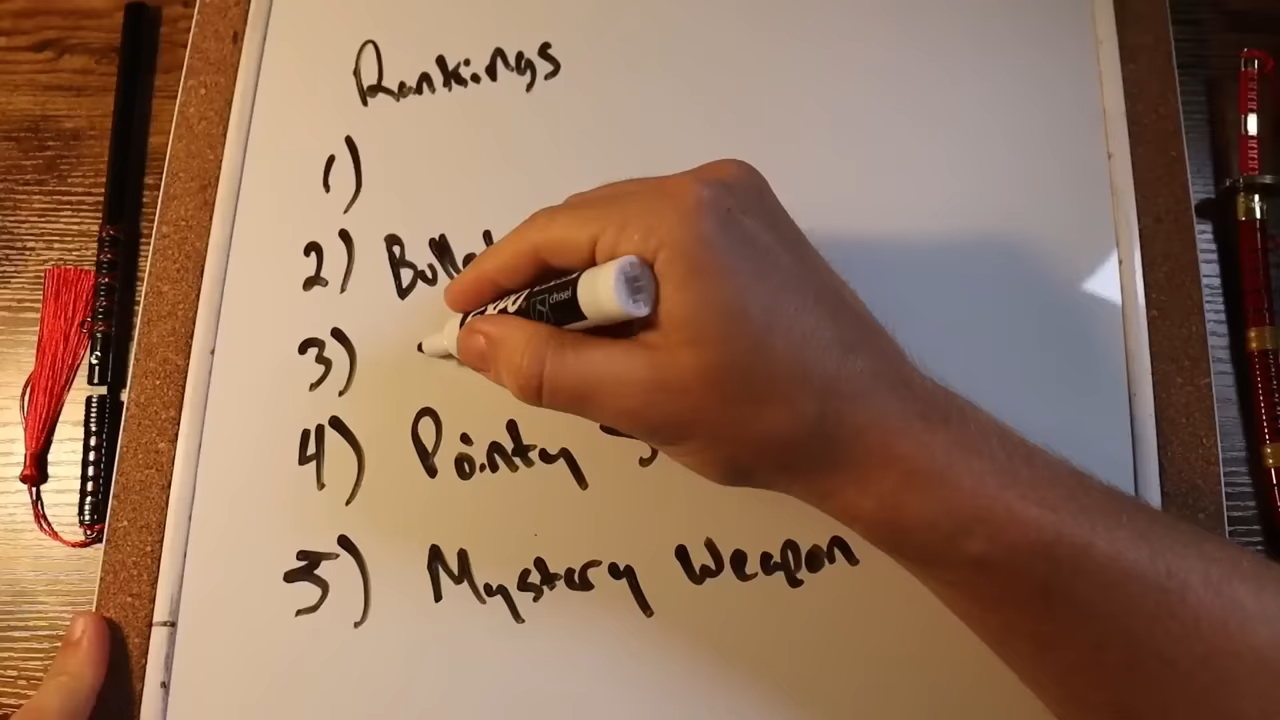 Rankings
1)
2)
3)
4) Pointy
5) Mystery Weapon
chisel